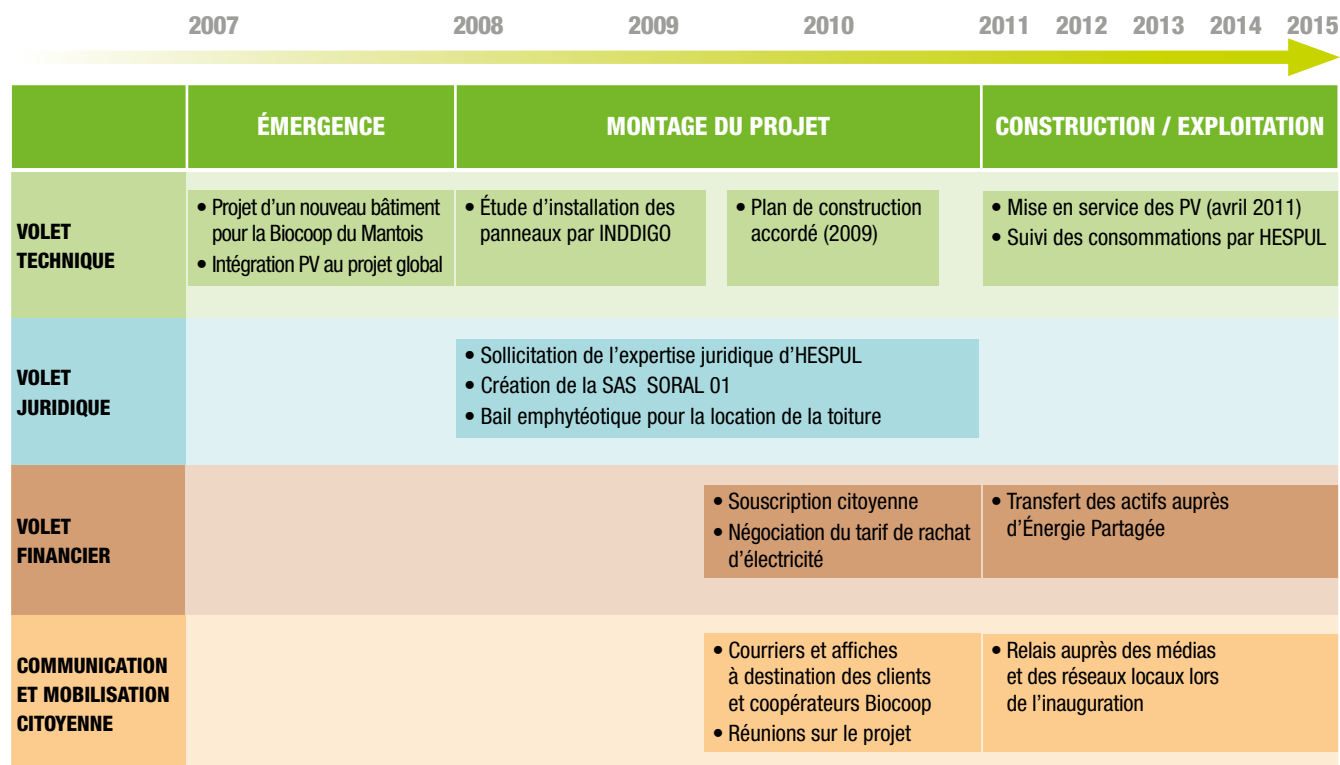 2007 2008 2009 2010 2011 2012 2013 2014 2015
ÉMERGENCE
MONTAGE DU PROJET
CONSTRUCTION / EXPLOITATION
VOLET
TECHNIQUE
• Projet d’un nouveau bâtiment
pour la Biocoop du Mantois
• Intégration PV au projet global
• Étude d’installation des
panneaux par INDDIGO
• Plan de construction
accordé (2009)
• Mise en service des PV (avril 2011)
• Suivi des consommations par HESPUL
VOLET
JURIDIQUE
• Sollicitation de l’expertise juridique d’HESPUL
• Création de la SAS SORAL 01
• Bail emphytéotique pour la location de la toiture
VOLET
FINANCIER
• Souscription citoyenne
• Négociation du tarif de rachat
d’électricité
• Transfert des actifs auprès
d’Énergie Partagée
COMMUNICATION
ET MOBILISATION
CITOYENNE
• Courriers et affiches
à destination des clients
et coopérateurs Biocoop
• Réunions sur le projet
• Relais auprès des médias
et des réseaux locaux lors
de l’inauguration